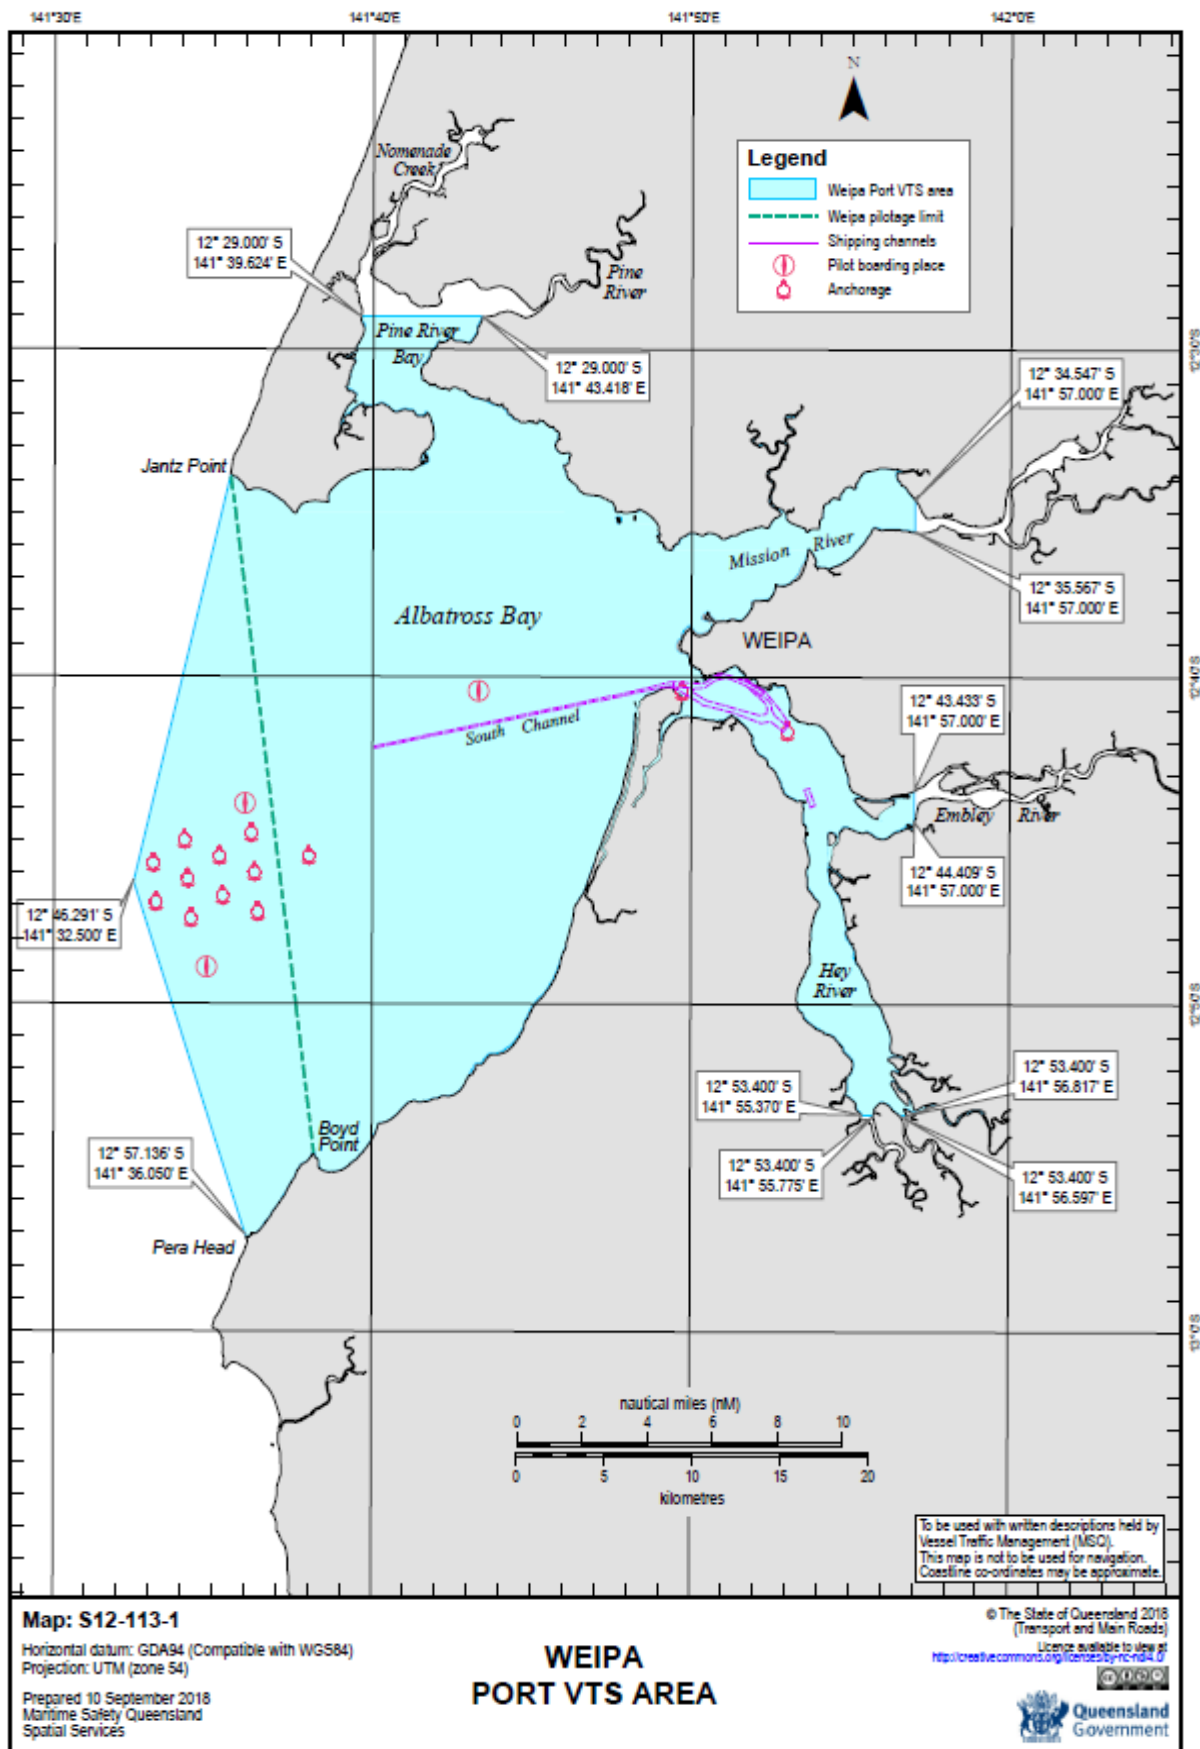 141°30'E
141°40'E
141°50'E
142°0'E
N
Nomenade
Creek
Legend
Weipa Port VTS area
Weipa pilotage limit
Shipping channels
Pilot boarding place
Anchorage
12° 29.000' S
141° 39.624' E
Pine
River
Pine River
Bay
12°30'S
12° 29.000' S
141° 43.418' E
12° 34.547' S
141° 57.000' E
Jantz Point
Mission River
12° 35.567' S
141° 57.000' E
Albatross Bay
WEIPA
12°40'S
South Channel
12° 43.433' S
141° 57.000' E
Embley River
12° 44.409' S
141° 57.000' E
12° 46.291' S
141° 32.500' E
Hey
River
12°50'S
12° 53.400' S
141° 56.817' E
12° 53.400' S
141° 55.370' E
Boyd
Point
12° 57.136' S
141° 36.050' E
12° 53.400' S
141° 55.775' E
12° 53.400' S
141° 56.597' E
Pera Head
13°0'S
nautical miles (nM)
0 2 4 6 8 10
0 5 10 15 20
kilometres
To be used with written descriptions held by
Vessel Traffic Management (MSQ).
This map is not to be used for navigation.
Coastline co-ordinates may be approximate.
Map: S12-113-1
Horizontal datum: GDA94 (Compatible with WGS84)
Projection: UTM (zone 54)
Prepared 10 September 2018
Maritime Safety Queensland
Spatial Services
WEIPA
PORT VTS AREA
© The State of Queensland 2018
(Transport and Main Roads)
Licence available to view at
http://creativecommons.org/licenses/by-nc-nd/4.0/
Queensland
Government